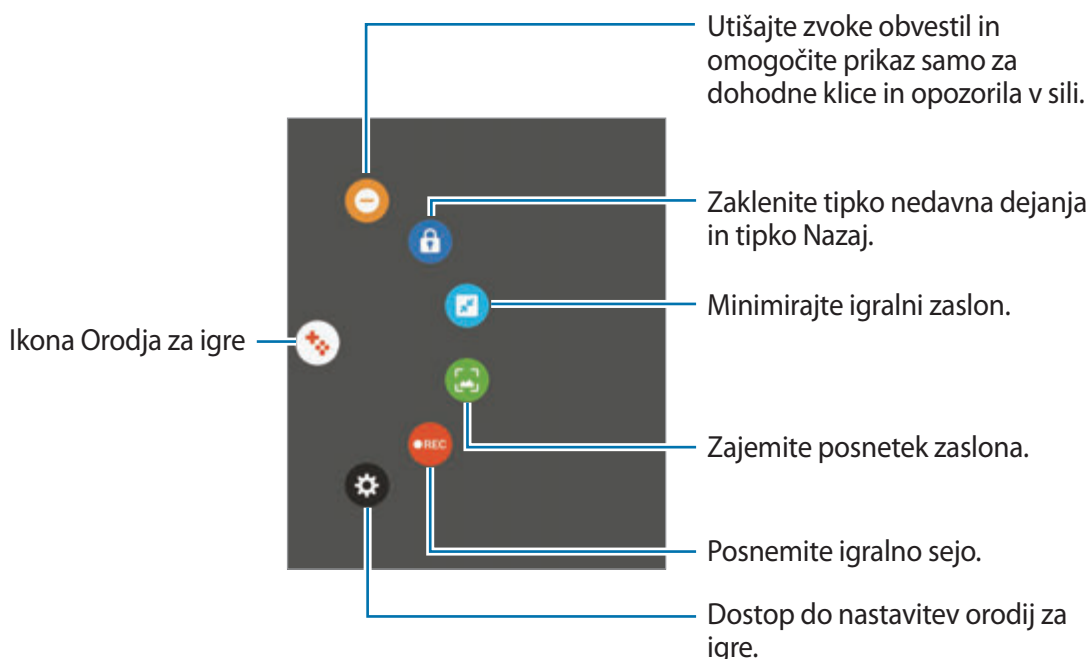 Utišajte zvoke obvestil in
omogočite prikaz samo za
dohodne klice in opozorila v sili.
Zaklenite tipko nedavna dejanja
in tipko Nazaj.
Minimirajte igralni zaslon.
Ikona Orodja za igre
Zajemite posnetek zaslona.
REC
Posnemite igralno sejo.
Dostop do nastavitev orodij za
igre.